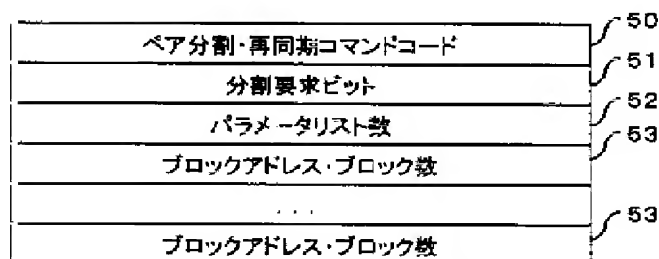 ペア分割・再同期コマンドコード 50
分割要求ビット 51
パラメータリスト数 52
ブロックアドレス・ブロック数 53
...
ブロックアドレス・ブロック数 53